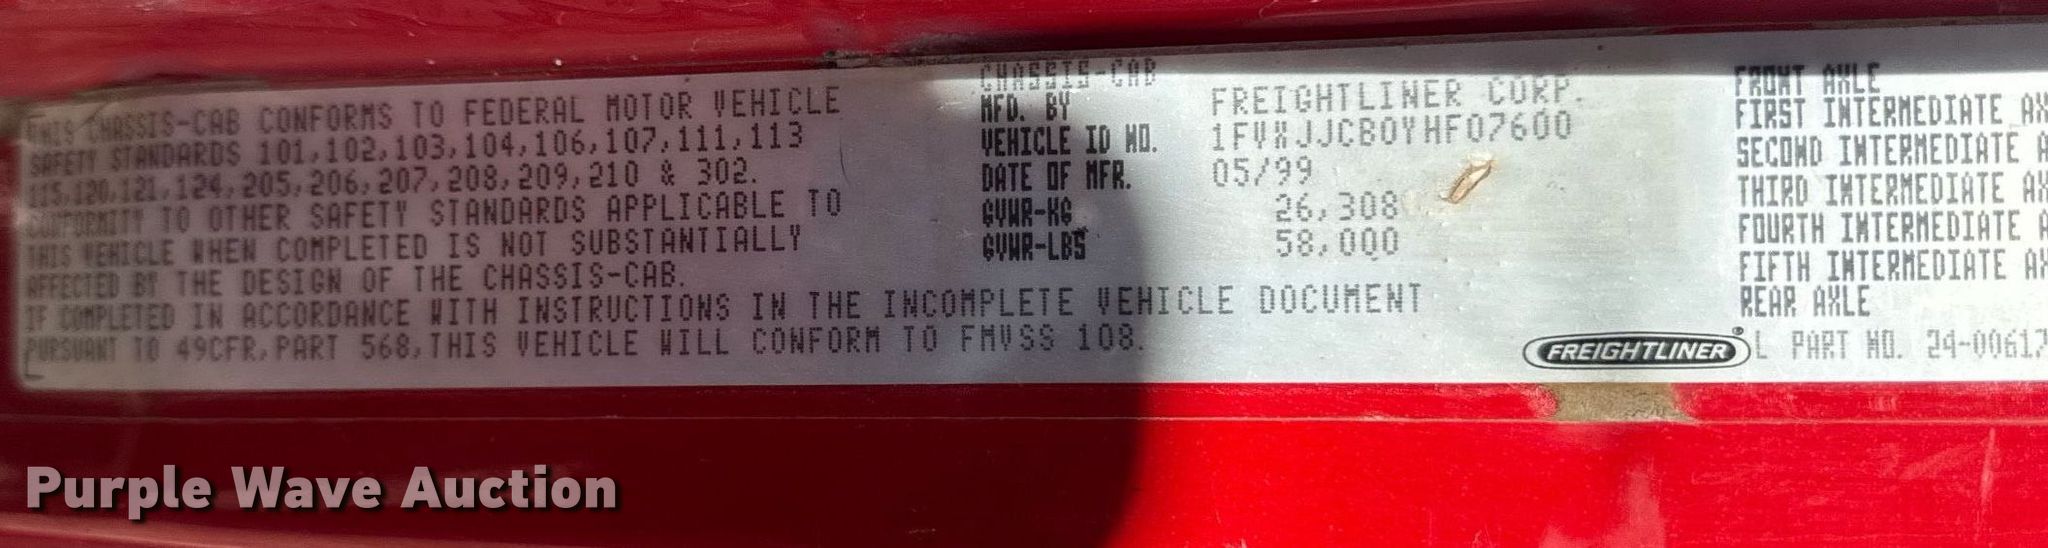 THIS CHASSIS-CAB CONFORMS TO FEDERAL MOTOR VEHICLE
SAFETY STANDARDS 101,102,103,104,106,107,111,113
115,120,121,124,205,206,207,208,209,210 & 302.
CONFORMITY TO OTHER SAFETY STANDARDS APPLICABLE TO
THIS VEHICLE WHEN COMPLETED IS NOT SUBSTANTIALLY
AFFECTED BY THE DESIGN OF THE CHASSIS-CAB.
IF COMPLETED IN ACCORDANCE WITH INSTRUCTIONS IN THE INCOMPLETE VEHICLE DOCUMENT
PURSUANT TO 49CFR,PART 568,THIS VEHICLE WILL CONFORM TO FMVSS 108.
CHASSIS-CAB
MFD. BY FREIGHTLINER CORP.
VEHICLE ID NO. 1FVXJJCB0YHF07600
DATE OF MFR. 05/99
GVWR-KG 26,308
GVWR-LBS 58,000
FRONT AXLE
FIRST INTERMEDIATE AX
SECOND INTERMEDIATE A
THIRD INTERMEDIATE AX
FOURTH INTERMEDIATE A
FIFTH INTERMEDIATE AX
REAR AXLE
FREIGHTLINER® L PART NO. 24-00617
Purple Wave Auction